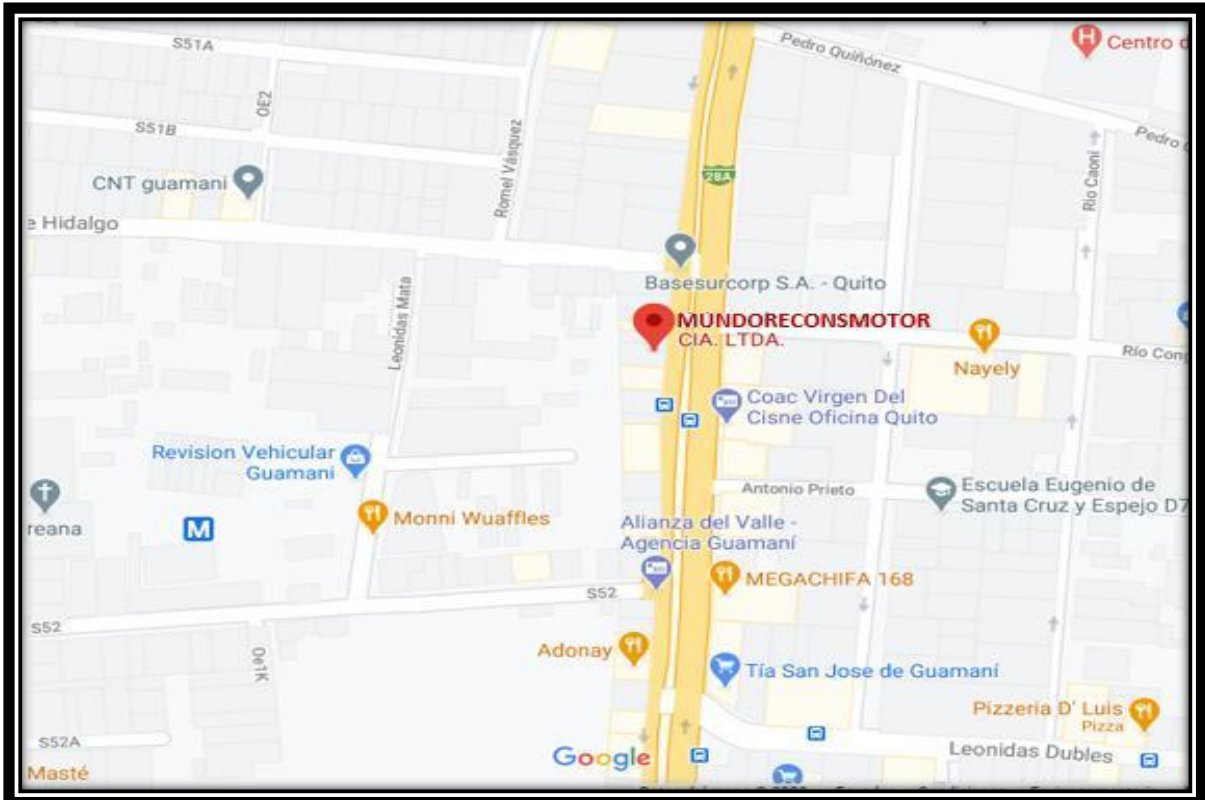 S51A
Pedro Quiñónez
Centro d
OE2
S51B
Romel Vásquez
Pedro
28A
Río Caoni
CNT guamani
e Hidalgo
Basesurcorp S.A. - Quito
Leonidas Mata
MUNDORECONSMOTOR
CIA. LTDA.
Nayely
Río Cong
Coac Virgen Del
Cisne Oficina Quito
Revision Vehicular
Guamani
Antonio Prieto
Escuela Eugenio de
Santa Cruz y Espejo D7
reana
M
Monni Wuaffles
Alianza del Valle -
Agencia Guamaní
MEGACHIFA 168
S52
S52
Adonay
Oe1K
Tía San Jose de Guamaní
Pizzeria D' Luis
Pizza
S52A
Google
Leonidas Dubles
Masté